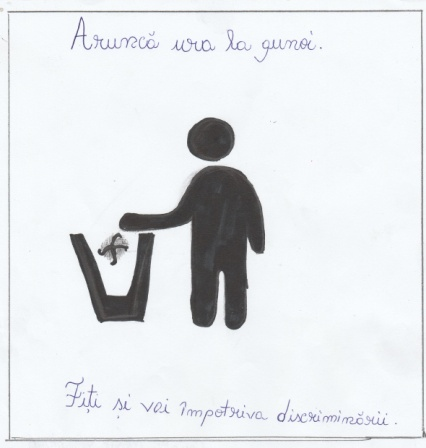 Aruncă ura la gunoi.
Fiți și voi împotriva discriminării.